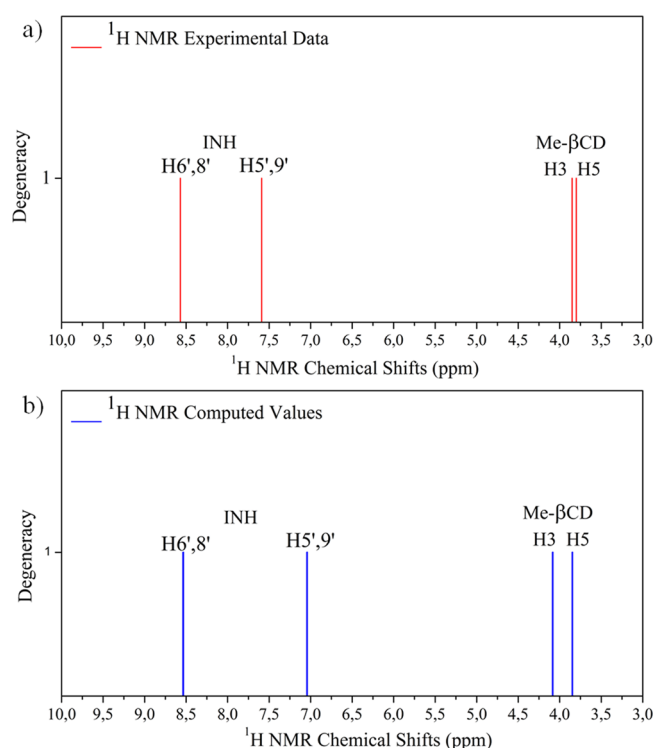 a)
¹H NMR Experimental Data
INH
Me-βCD
H6',8' H5',9' H3 H5
Degeneracy
1
10,0 9,5 9,0 8,5 8,0 7,5 7,0 6,5 6,0 5,5 5,0 4,5 4,0 3,5 3,0
¹H NMR Chemical Shifts (ppm)
b)
¹H NMR Computed Values
INH
Me-βCD
H6',8' H5',9' H3 H5
Degeneracy
1
10,0 9,5 9,0 8,5 8,0 7,5 7,0 6,5 6,0 5,5 5,0 4,5 4,0 3,5 3,0
¹H NMR Chemical Shifts (ppm)